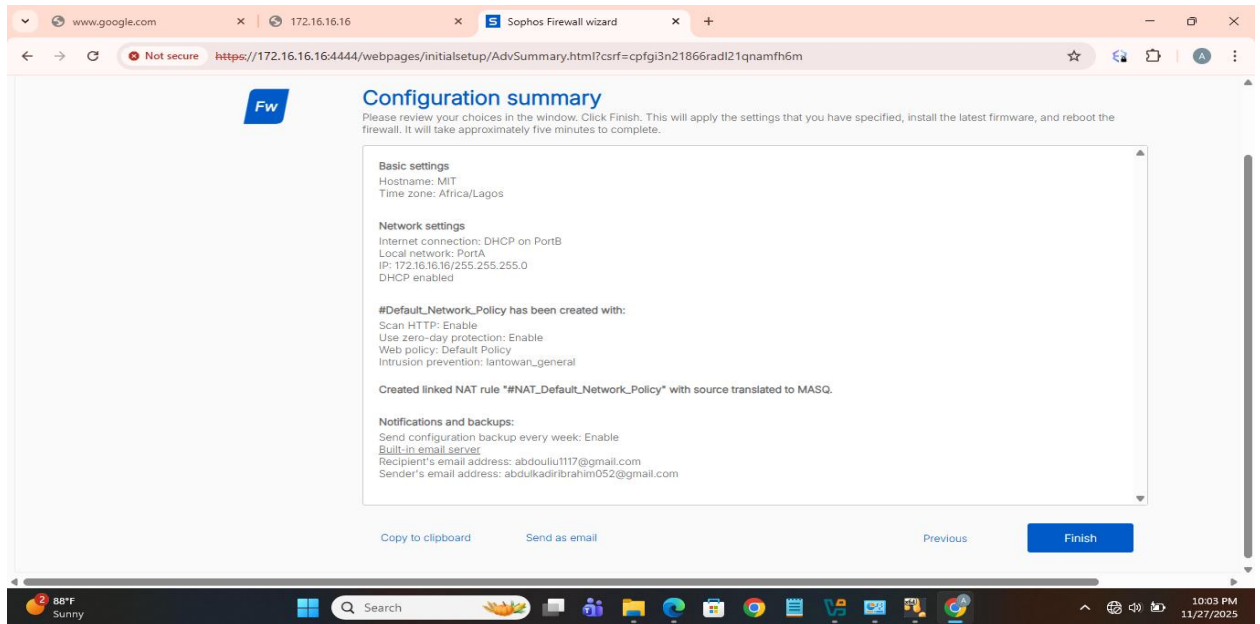 www.google.com
172.16.16.16
Sophos Firewall wizard
Not secure
https://172.16.16.16:4444/webpages/initialsetup/AdvSummary.html?csrf=cpfgi3n21866radl21qnamfh6m
A
Fw
Configuration summary
Please review your choices in the window. Click Finish. This will apply the settings that you have specified, install the latest firmware, and reboot the
firewall. It will take approximately five minutes to complete.
Basic settings
Hostname: MIT
Time zone: Africa/Lagos
Network settings
Internet connection: DHCP on PortB
Local network: PortA
IP: 172.16.16.16/255.255.255.0
DHCP enabled
#Default_Network_Policy has been created with:
Scan HTTP: Enable
Use zero-day protection: Enable
Web policy: Default Policy
Intrusion prevention: lantowan_general
Created linked NAT rule "#NAT_Default_Network_Policy" with source translated to MASQ.
Notifications and backups:
Send configuration backup every week: Enable
Built-in email server
Recipient's email address: abdouliu1117@gmail.com
Sender's email address: abdulkadiribrahim052@gmail.com
Copy to clipboard
Send as email
Previous
Finish
2
88°F
Sunny
Search
10:03 PM
11/27/2025